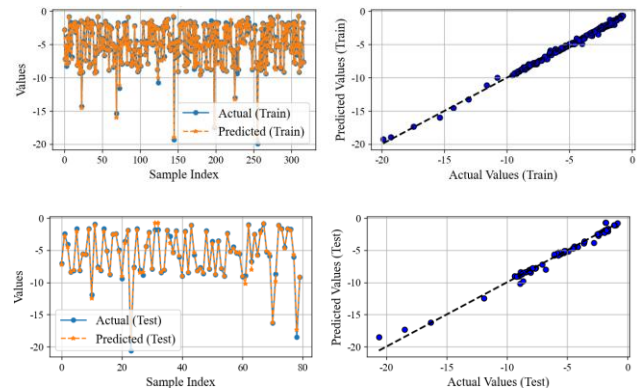 0
-5
-10
-15
-20
Values
Actual (Train)
Predicted (Train)
0 50 100 150 200 250 300
Sample Index
0
-5
-10
-15
-20
Predicted Values (Train)
-20 -15 -10 -5 0
Actual Values (Train)
0
-5
-10
-15
-20
Values
Actual (Test)
Predicted (Test)
0 20 40 60 80
Sample Index
0
-5
-10
-15
-20
Predicted Values (Test)
-20 -15 -10 -5 0
Actual Values (Test)